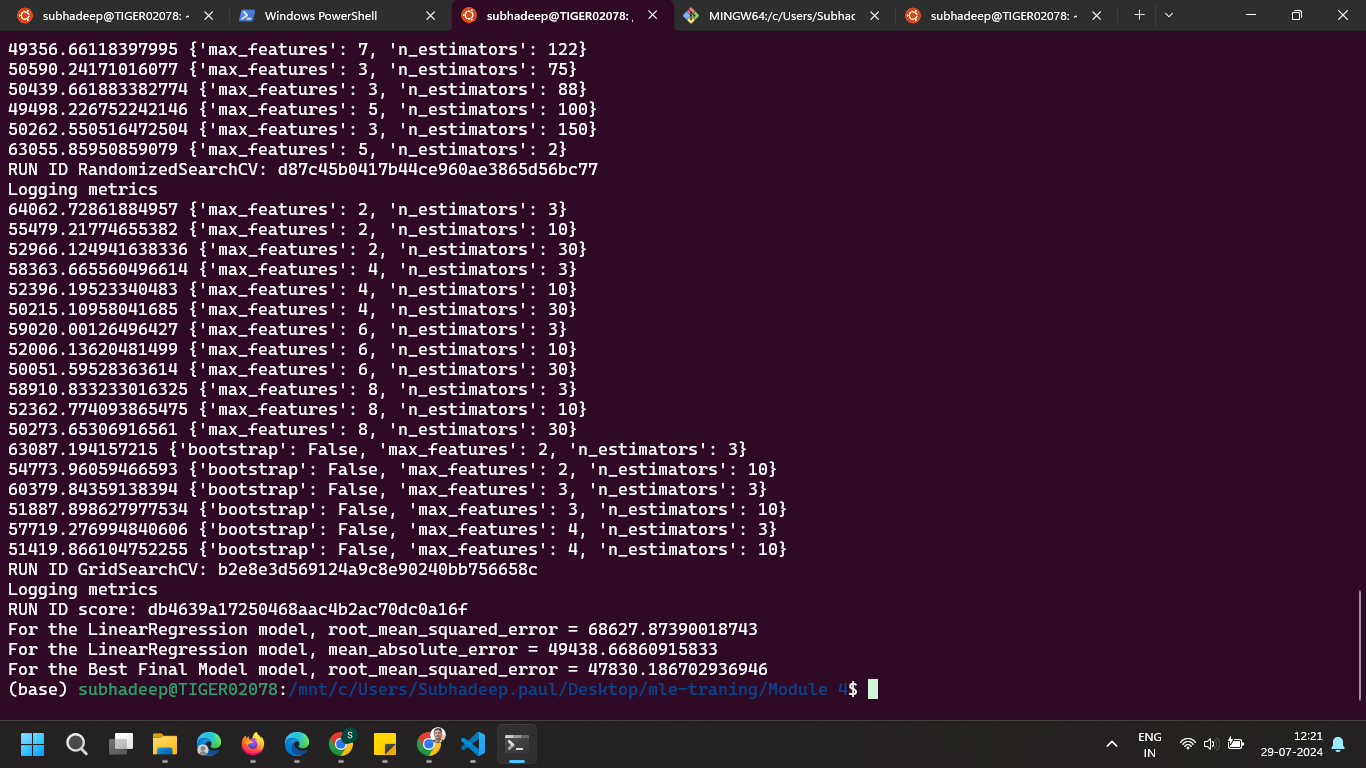 subhadeep@TIGER02078: ~
Windows PowerShell
subhadeep@TIGER02078: 
MINGW64:/c/Users/Subhac
subhadeep@TIGER02078: ~
49356.66118397995 {'max_features': 7, 'n_estimators': 122}
50590.24171016077 {'max_features': 3, 'n_estimators': 75}
50439.661883382774 {'max_features': 3, 'n_estimators': 88}
49498.226752242146 {'max_features': 5, 'n_estimators': 100}
50262.550516472504 {'max_features': 3, 'n_estimators': 150}
63055.85950859079 {'max_features': 5, 'n_estimators': 2}
RUN ID RandomizedSearchCV: d87c45b0417b44ce960ae3865d56bc77
Logging metrics
64062.72861884957 {'max_features': 2, 'n_estimators': 3}
55479.21774655382 {'max_features': 2, 'n_estimators': 10}
52966.124941638336 {'max_features': 2, 'n_estimators': 30}
58363.665560496614 {'max_features': 4, 'n_estimators': 3}
52396.19523340483 {'max_features': 4, 'n_estimators': 10}
50215.10958041685 {'max_features': 4, 'n_estimators': 30}
59020.00126496427 {'max_features': 6, 'n_estimators': 3}
52006.13620481499 {'max_features': 6, 'n_estimators': 10}
50051.59528363614 {'max_features': 6, 'n_estimators': 30}
58910.833233016325 {'max_features': 8, 'n_estimators': 3}
52362.774093865475 {'max_features': 8, 'n_estimators': 10}
50273.65306916561 {'max_features': 8, 'n_estimators': 30}
63087.194157215 {'bootstrap': False, 'max_features': 2, 'n_estimators': 3}
54773.96059466593 {'bootstrap': False, 'max_features': 2, 'n_estimators': 10}
60379.84359138394 {'bootstrap': False, 'max_features': 3, 'n_estimators': 3}
51887.898627977534 {'bootstrap': False, 'max_features': 3, 'n_estimators': 10}
57719.276994840606 {'bootstrap': False, 'max_features': 4, 'n_estimators': 3}
51419.866104752255 {'bootstrap': False, 'max_features': 4, 'n_estimators': 10}
RUN ID GridSearchCV: b2e8e3d569124a9c8e90240bb756658c
Logging metrics
RUN ID score: db4639a17250468aac4b2ac70dc0a16f
For the LinearRegression model, root_mean_squared_error = 68627.87390018743
For the LinearRegression model, mean_absolute_error = 49438.66860915833
For the Best Final Model model, root_mean_squared_error = 47830.186702936946
(base) subhadeep@TIGER02078:/mnt/c/Users/Subhadeep.paul/Desktop/mle-traning/Module 4$
S
ENG
IN
12:21
29-07-2024